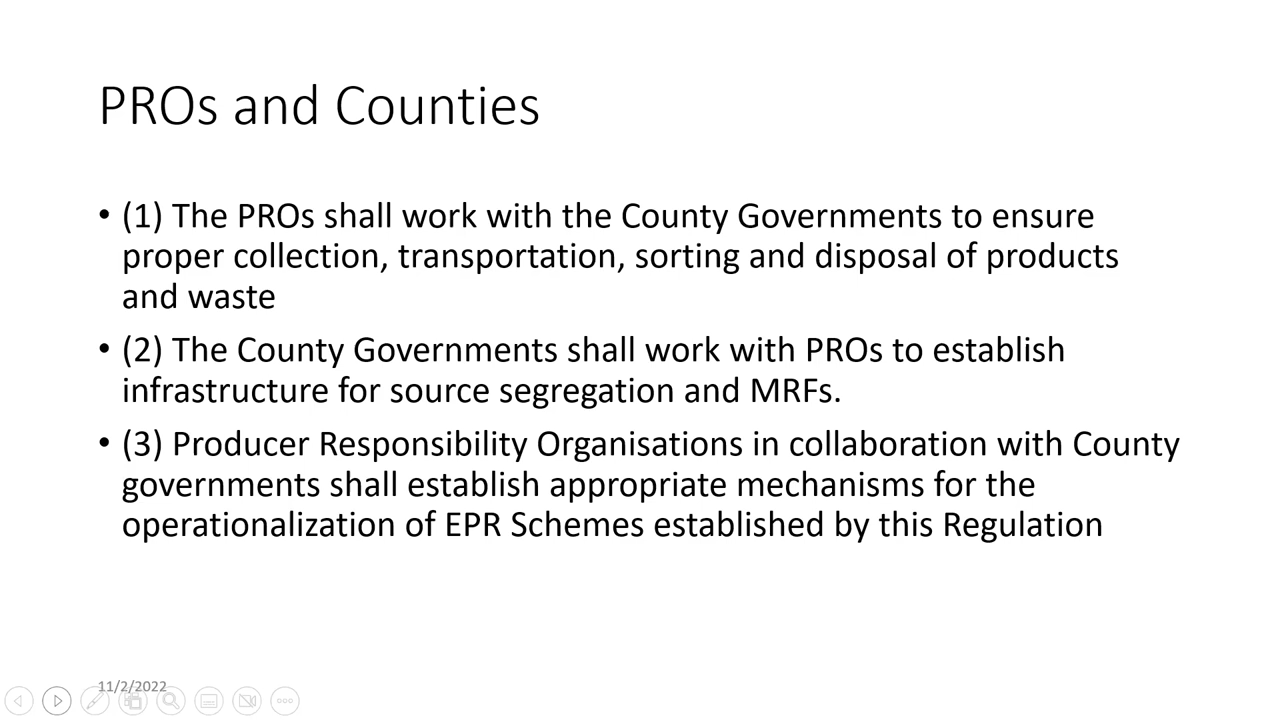 PROs and Counties
• (1) The PROs shall work with the County Governments to ensure
proper collection, transportation, sorting and disposal of products
and waste
• (2) The County Governments shall work with PROs to establish
infrastructure for source segregation and MRFs.
• (3) Producer Responsibility Organisations in collaboration with County
governments shall establish appropriate mechanisms for the
operationalization of EPR Schemes established by this Regulation
11/2/2022